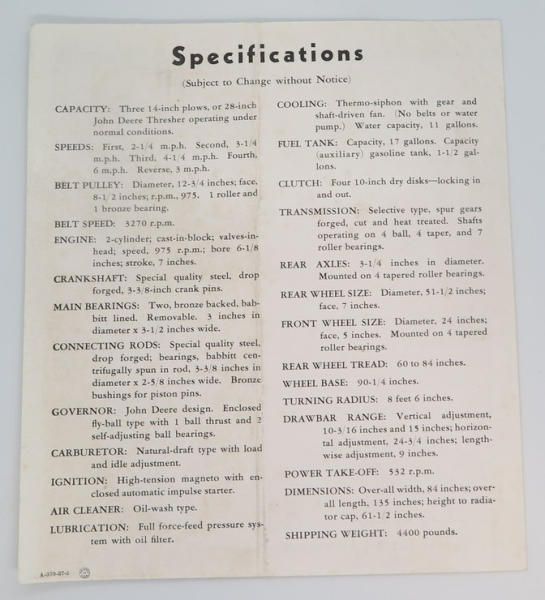 Specifications
(Subject to Change without Notice)
CAPACITY: Three 14-inch plows, or 28-inch
John Deere Thresher operating under
normal conditions.
SPEEDS: First, 2-1/4 m.p.h. Second, 3-1/4
m.p.h. Third, 4-1/4 m.p.h. Fourth,
6 m.p.h. Reverse, 3 m.p.h.
BELT PULLEY: Diameter, 12-3/4 inches; face,
8-1/2 inches; r.p.m., 975. 1 roller and
1 bronze bearing.
BELT SPEED: 3270 r.p.m.
ENGINE: 2-cylinder; cast-in-block; valves-in-
head; speed, 975 r.p.m.; bore 6-1/8
inches; stroke, 7 inches.
CRANKSHAFT: Special quality steel, drop
forged, 3-3/8-inch crank pins.
MAIN BEARINGS: Two, bronze backed, bab-
bitt lined. Removable. 3 inches in
diameter x 3-1/2 inches wide.
CONNECTING RODS: Special quality steel,
drop forged; bearings, babbitt cen-
trifugally spun in rod, 3-3/8 inches in
diameter x 2-5/8 inches wide. Bronze
bushings for piston pins.
GOVERNOR: John Deere design. Enclosed
fly-ball type with 1 ball thrust and 2
self-adjusting ball bearings.
CARBURETOR: Natural-draft type with load
and idle adjustment.
IGNITION: High-tension magneto with en-
closed automatic impulse starter.
AIR CLEANER: Oil-wash type.
LUBRICATION: Full force-feed pressure sys-
tem with oil filter.
COOLING: Thermo-siphon with gear and
shaft-driven fan. (No belts or water
pump.) Water capacity, 11 gallons.
FUEL TANK: Capacity, 17 gallons. Capacity
(auxiliary) gasoline tank, 1-1/2 gal-
lons.
CLUTCH: Four 10-inch dry disks—locking in
and out.
TRANSMISSION: Selective type, spur gears
forged, cut and heat treated. Shafts
operating on 4 ball, 4 taper, and 7
roller bearings.
REAR AXLES: 3-1/4 inches in diameter.
Mounted on 4 tapered roller bearings.
REAR WHEEL SIZE: Diameter, 51-1/2 inches;
face, 7 inches.
FRONT WHEEL SIZE: Diameter, 24 inches;
face, 5 inches. Mounted on 4 tapered
roller bearings.
REAR WHEEL TREAD: 60 to 84 inches.
WHEEL BASE: 90-1/4 inches.
TURNING RADIUS: 8 feet 6 inches.
DRAWBAR RANGE: Vertical adjustment,
10-3/16 inches and 15 inches; horizon-
tal adjustment, 24-3/4 inches; length-
wise adjustment, 9 inches.
POWER TAKE-OFF: 532 r.p.m.
DIMENSIONS: Over-all width, 84 inches; over-
all length, 135 inches; height to radia-
tor cap, 61-1/2 inches.
SHIPPING WEIGHT: 4400 pounds.